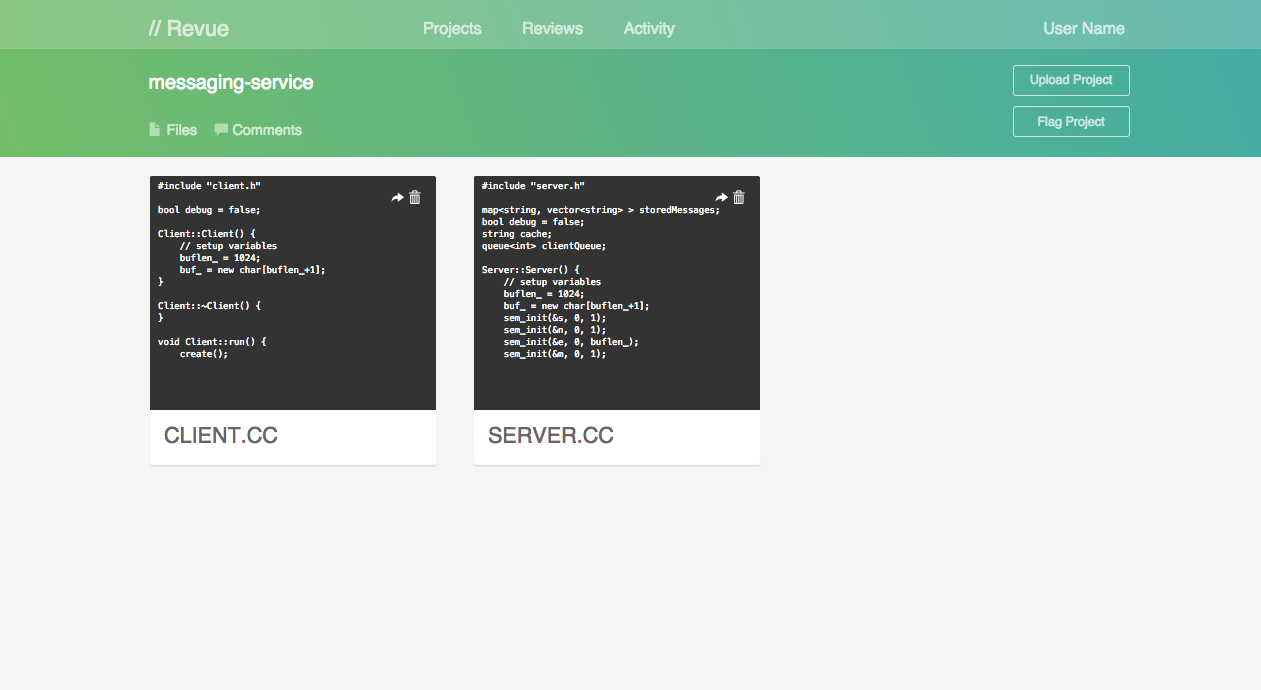 // Revue
Projects
Reviews
Activity
User Name
messaging-service
Upload Project
Flag Project
Files
Comments
#include "client.h"
bool debug = false;
Client::Client() {
    // setup variables
    buflen_ = 1024;
    buf_ = new char[buflen_+1];
}
Client::~Client() {
}
void Client::run() {
    create();
CLIENT.CC
#include "server.h"
map<string, vector<string> > storedMessages;
bool debug = false;
string cache;
queue<int> clientQueue;
Server::Server() {
    // setup variables
    buflen_ = 1024;
    buf_ = new char[buflen_+1];
    sem_init(&s, 0, 1);
    sem_init(&n, 0, 1);
    sem_init(&e, 0, buflen_);
    sem_init(&m, 0, 1);
SERVER.CC